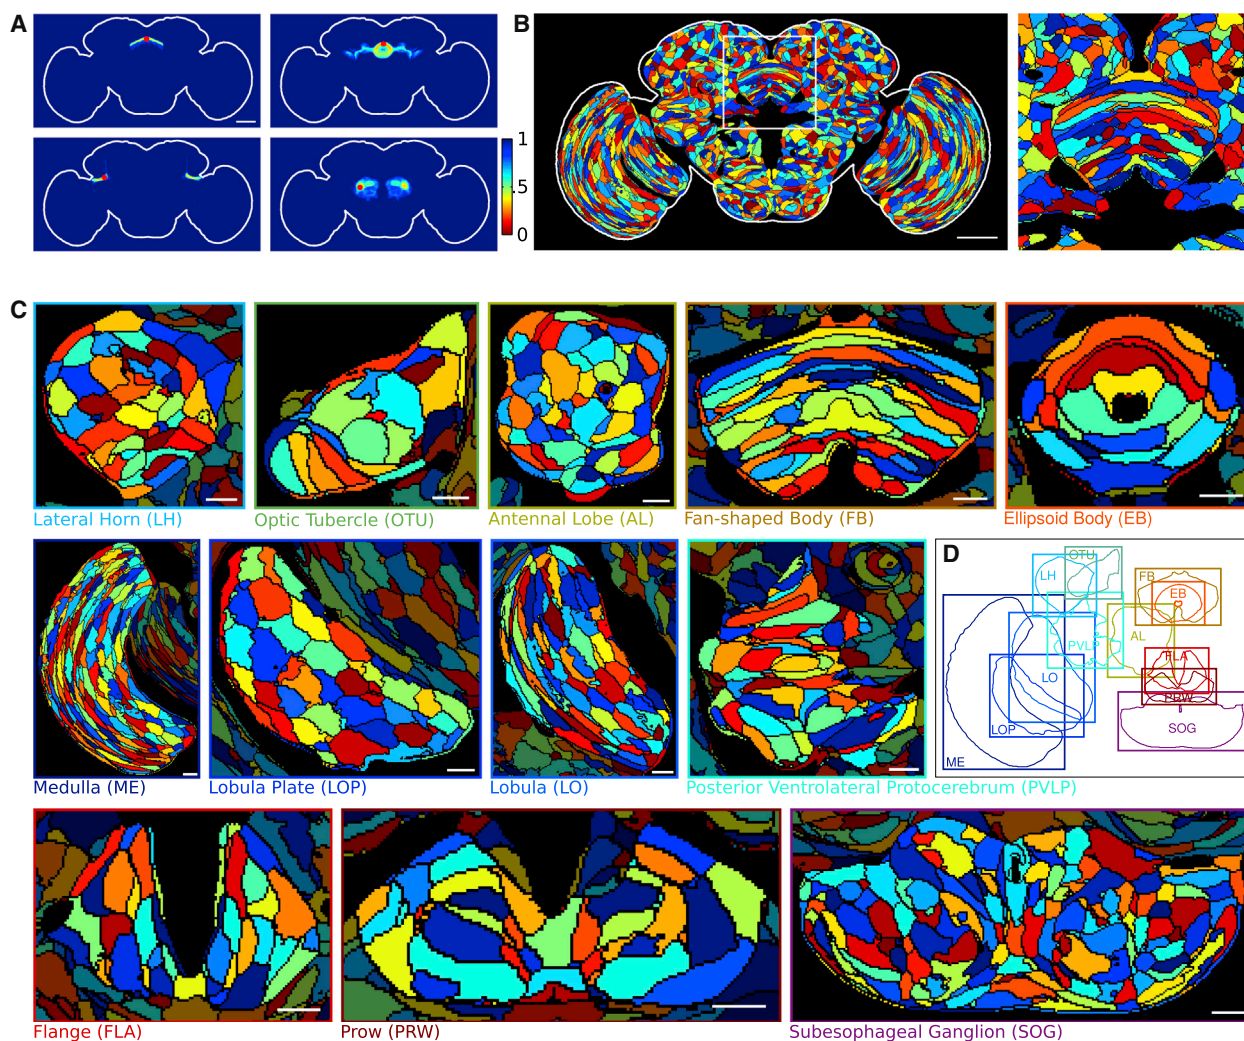 A
B
1
.5
0
C
Lateral Horn (LH)
Optic Tubercle (OTU)
Antennal Lobe (AL)
Fan-shaped Body (FB)
Ellipsoid Body (EB)
D
OTU
LH
FB
EB
AL
PVLP
FLA
LO
PRW
LOP
SOG
ME
Medulla (ME)
Lobula Plate (LOP)
Lobula (LO)
Posterior Ventrolateral Protocerebrum (PVLP)
Flange (FLA)
Prow (PRW)
Subesophageal Ganglion (SOG)